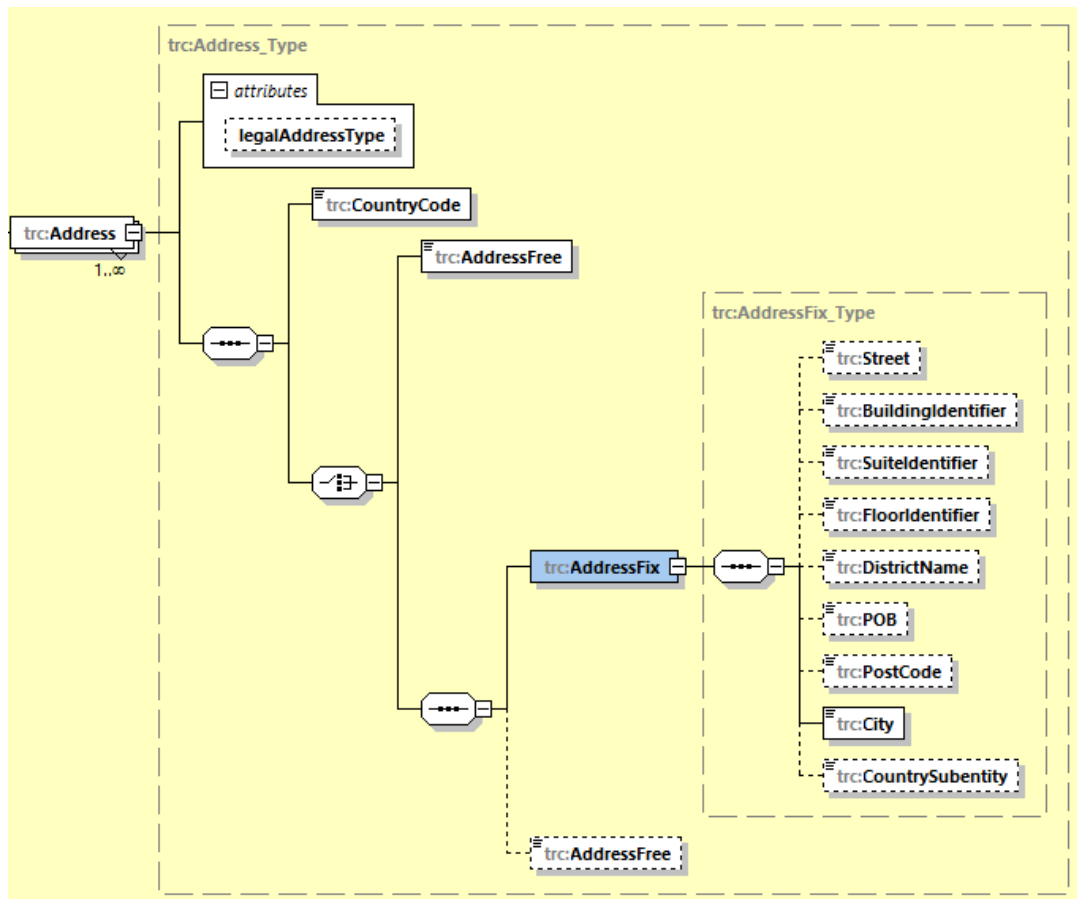 trc:Address_Type
attributes
legalAddressType
trc:CountryCode
trc:Address
1..∞
trc:AddressFree
trc:AddressFix_Type
trc:Street
trc:BuildingIdentifier
trc:SuiteIdentifier
trc:FloorIdentifier
trc:AddressFix
trc:DistrictName
trc:POB
trc:PostCode
trc:City
trc:CountrySubentity
trc:AddressFree